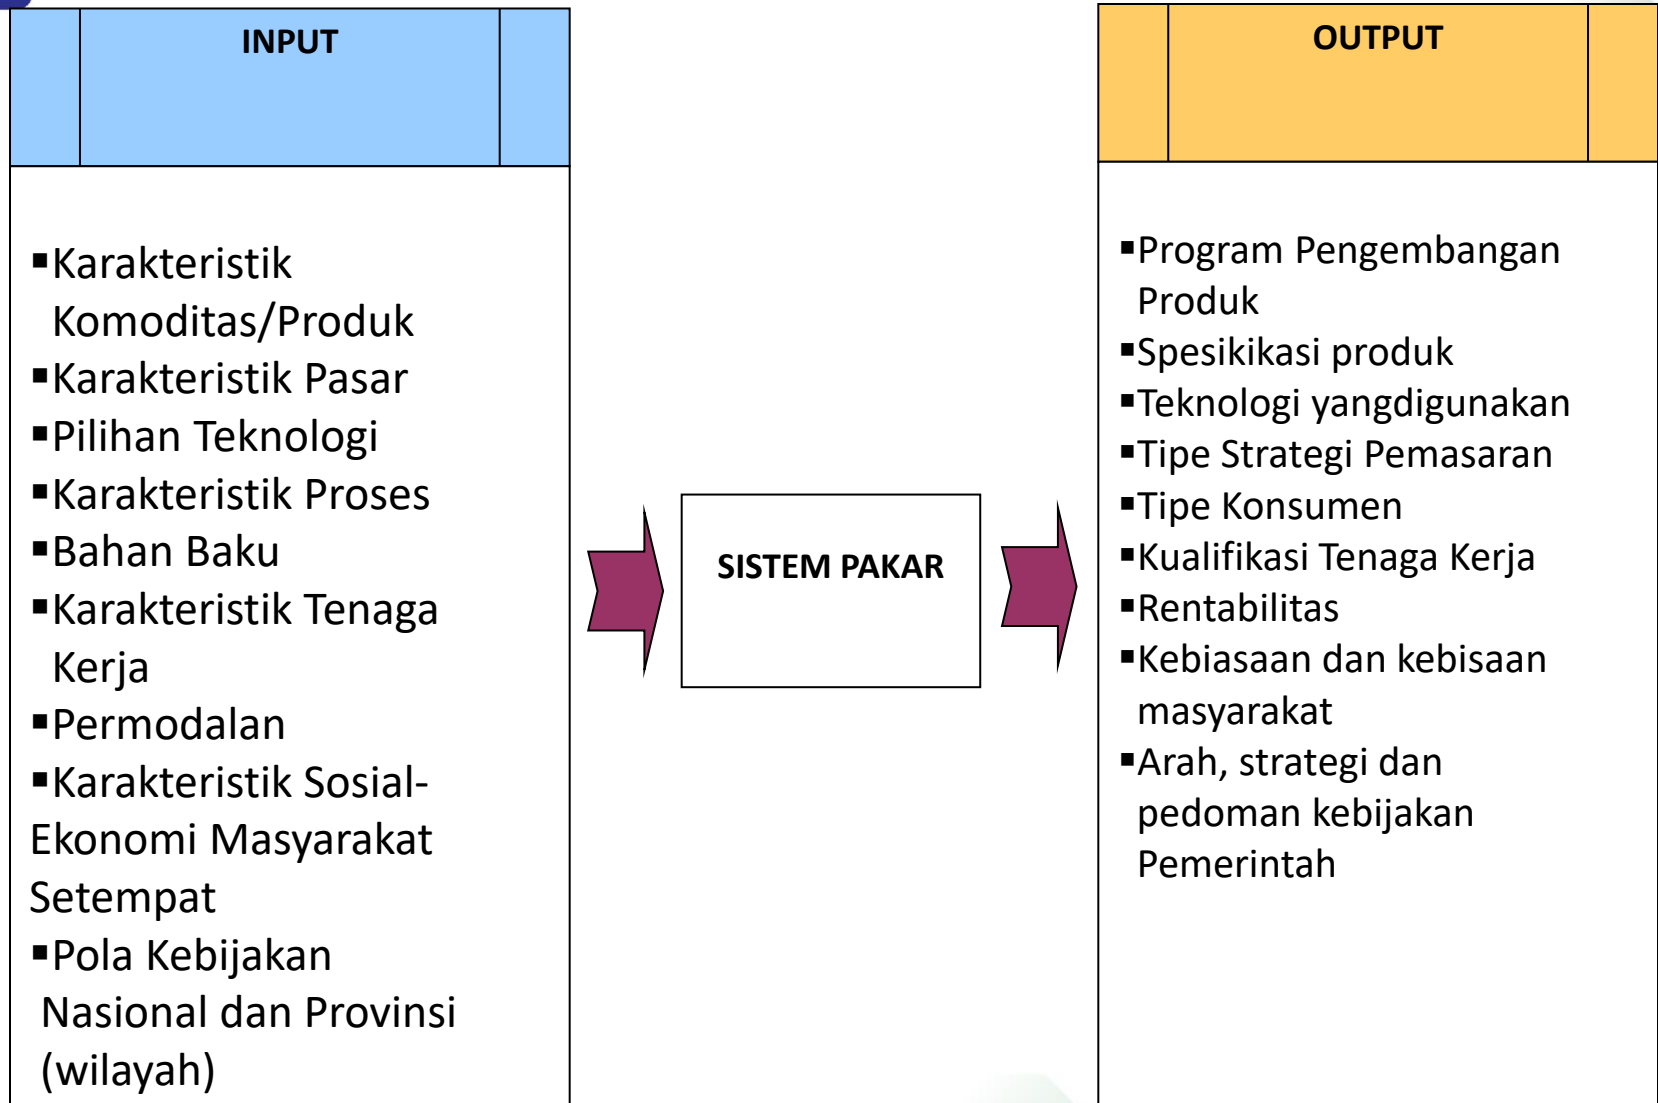 INPUT
▪Karakteristik
Komoditas/Produk
▪Karakteristik Pasar
▪Pilihan Teknologi
▪Karakteristik Proses
▪Bahan Baku
▪Karakteristik Tenaga
Kerja
▪Permodalan
▪Karakteristik Sosial-
Ekonomi Masyarakat
Setempat
▪Pola Kebijakan
Nasional dan Provinsi
(wilayah)
SISTEM PAKAR
OUTPUT
▪Program Pengembangan
Produk
▪Spesikikasi produk
▪Teknologi yangdigunakan
▪Tipe Strategi Pemasaran
▪Tipe Konsumen
▪Kualifikasi Tenaga Kerja
▪Rentabilitas
▪Kebiasaan dan kebisaan
masyarakat
▪Arah, strategi dan
pedoman kebijakan
Pemerintah